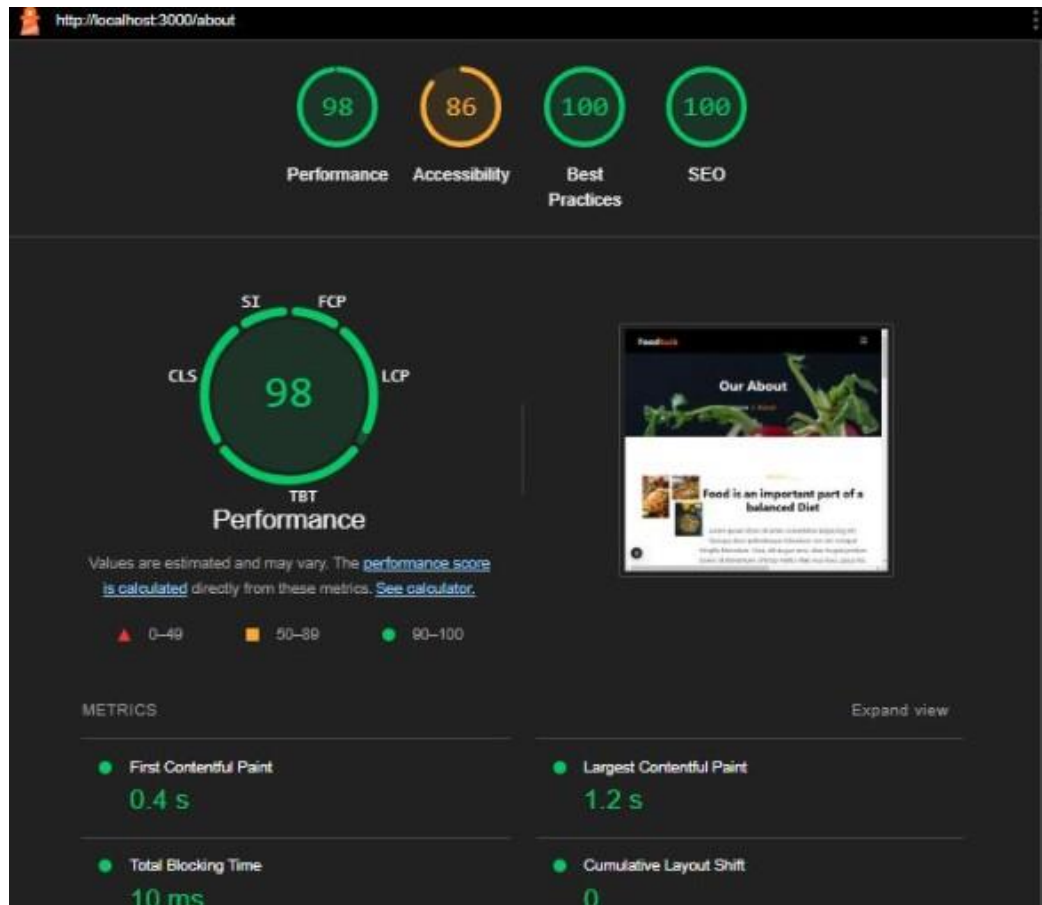 http://localhost:3000/about
98
86
100
100
Performance
Accessibility
Best
Practices
SEO
SI
FCP
CLS
LCP
98
TBT
Performance
Values are estimated and may vary. The performance score
is calculated directly from these metrics. See calculator.
0–49
50–89
90–100
Our About
Food is an important part of a
balanced Diet
METRICS
Expand view
First Contentful Paint
0.4 s
Largest Contentful Paint
1.2 s
Total Blocking Time
10 ms
Cumulative Layout Shift
0